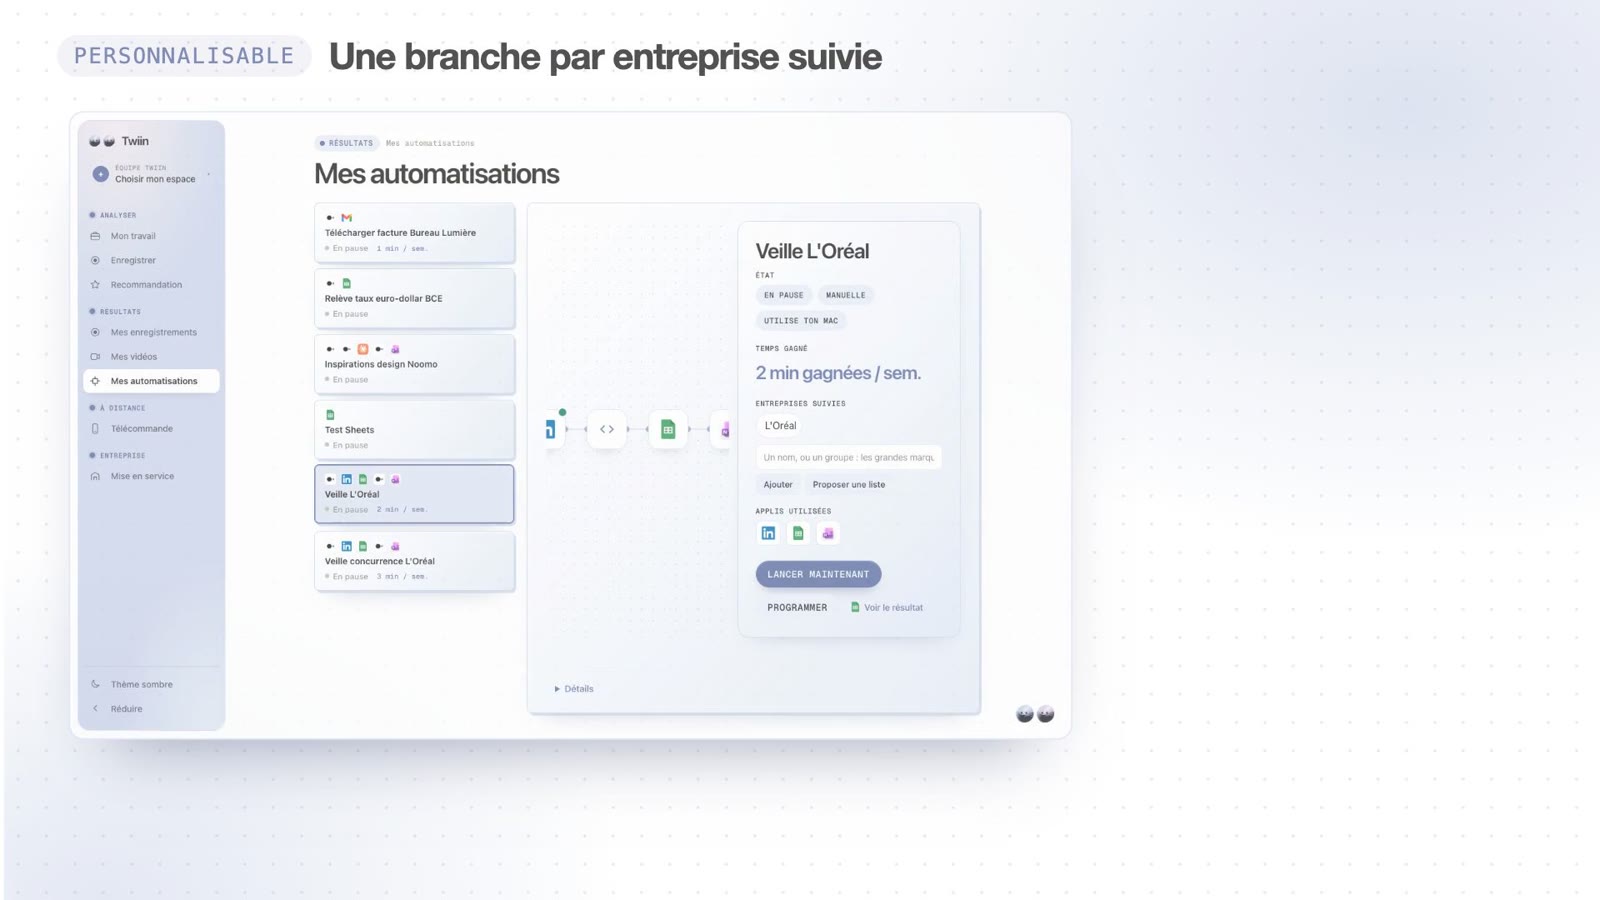 PERSONNALISABLE
Une branche par entreprise suivie
Twiin
ÉQUIPE TWIIN
Choisir mon espace
ANALYSER
Mon travail
Enregistrer
Recommandation
RÉSULTATS
Mes enregistrements
Mes vidéos
Mes automatisations
À DISTANCE
Télécommande
ENTREPRISE
Mise en service
Thème sombre
Réduire
RÉSULTATS Mes automatisations
Mes automatisations
Télécharger facture Bureau Lumière
En pause 1 min / sem.
Relève taux euro-dollar BCE
En pause
Inspirations design Noomo
En pause
Test Sheets
En pause
Veille L'Oréal
En pause 2 min / sem.
Veille concurrence L'Oréal
En pause 3 min / sem.
Détails
Veille L'Oréal
ÉTAT
EN PAUSE MANUELLE
UTILISE TON MAC
TEMPS GAGNÉ
2 min gagnées / sem.
ENTREPRISES SUIVIES
L'Oréal
Un nom, ou un groupe : les grandes marqu
Ajouter Proposer une liste
APPLIS UTILISÉES
LANCER MAINTENANT
PROGRAMMER Voir le résultat